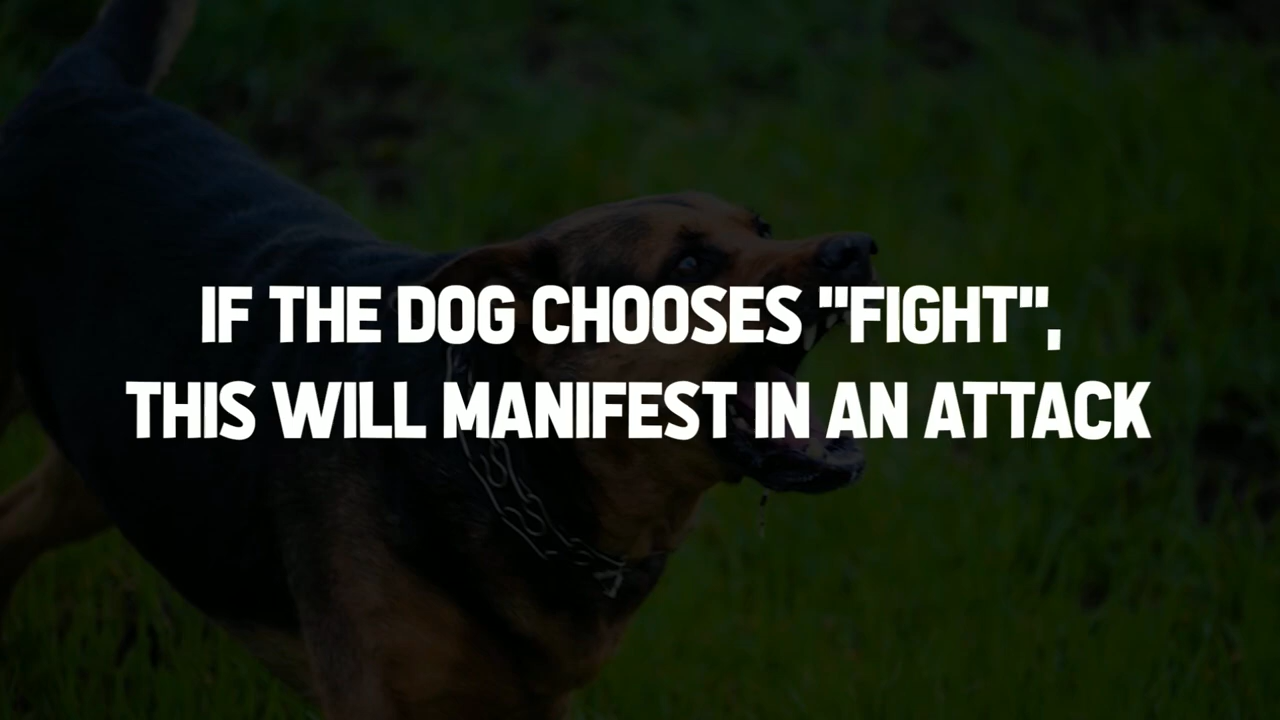 IF THE DOG CHOOSES "FIGHT",
THIS WILL MANIFEST IN AN ATTACK